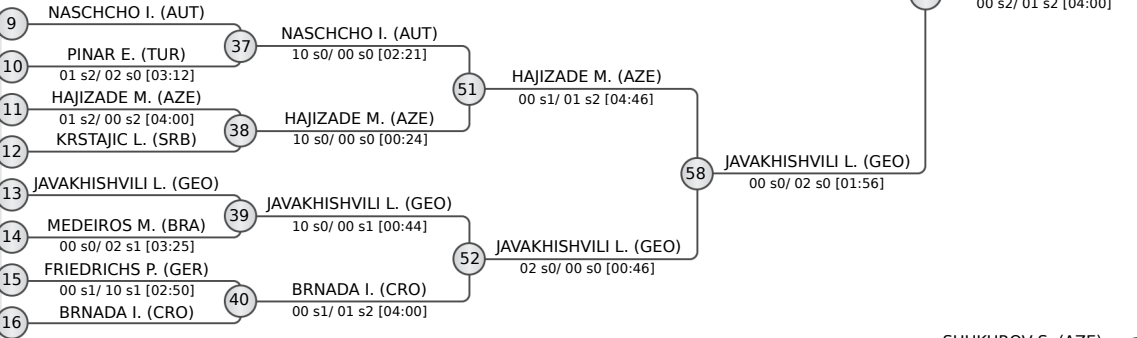 00 s2/ 01 s2 [04:00]
9
NASCHCHO I. (AUT)
37
NASCHCHO I. (AUT)
10 s0/ 00 s0 [02:21]
10
PINAR E. (TUR)
01 s2/ 02 s0 [03:12]
51
HAJIZADE M. (AZE)
00 s1/ 01 s2 [04:46]
11
HAJIZADE M. (AZE)
01 s2/ 00 s2 [04:00]
38
HAJIZADE M. (AZE)
10 s0/ 00 s0 [00:24]
12
KRSTAJIC L. (SRB)
58
JAVAKHISHVILI L. (GEO)
00 s0/ 02 s0 [01:56]
13
JAVAKHISHVILI L. (GEO)
39
JAVAKHISHVILI L. (GEO)
10 s0/ 00 s1 [00:44]
14
MEDEIROS M. (BRA)
00 s0/ 02 s1 [03:25]
52
JAVAKHISHVILI L. (GEO)
02 s0/ 00 s0 [00:46]
15
FRIEDRICHS P. (GER)
00 s1/ 10 s1 [02:50]
40
BRNADA I. (CRO)
00 s1/ 01 s2 [04:00]
16
BRNADA I. (CRO)